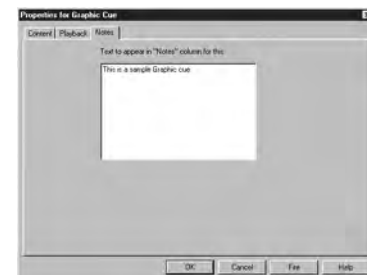 Properties for Graphic Cue
Content Playback Notes
Text to appear in "Notes" column for this
This is a sample Graphic cue
OK Cancel Fire Help